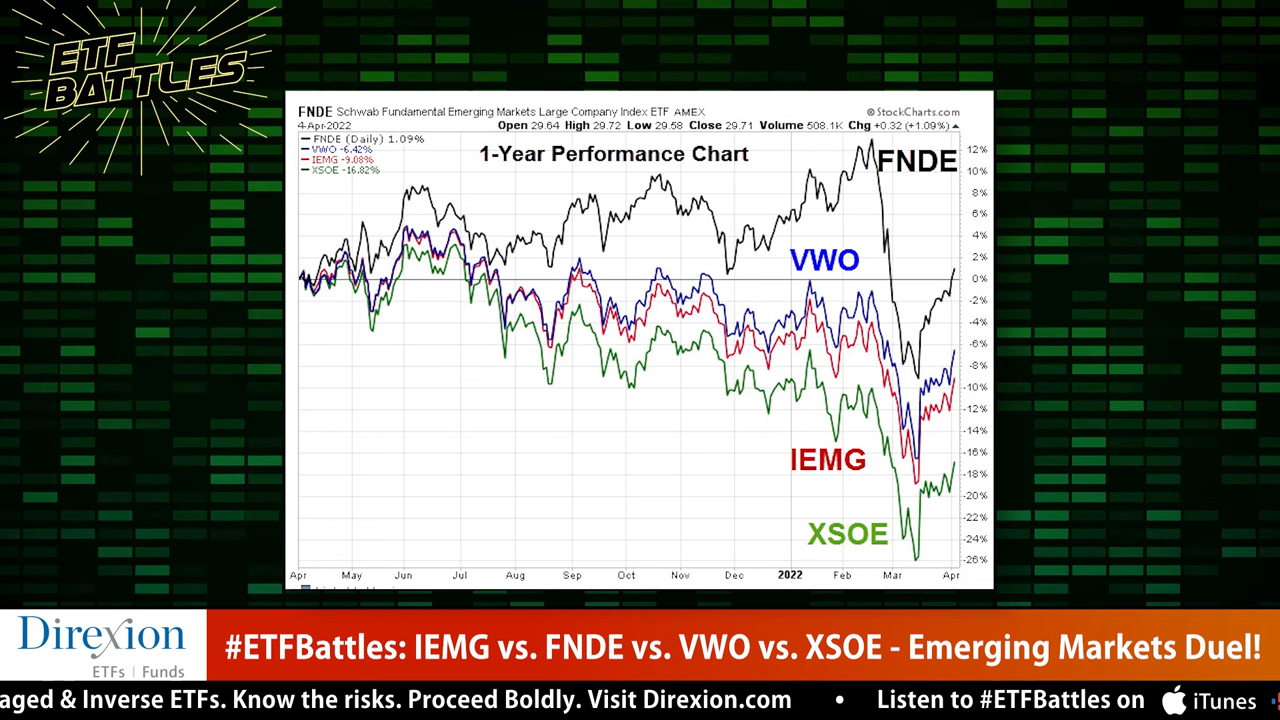 ETF
BATTLES
FNDE Schwab Fundamental Emerging Markets Large Company Index ETF AMEX
© StockCharts.com
4-Apr-2022
Open 29.64 High 29.72 Low 29.58 Close 29.71 Volume 508.1K Chg +0.32 (+1.09%)
FNDE (Daily) 1.09%
VWO -6.42%
IEMG -9.08%
XSOE -16.82%
1-Year Performance Chart
FNDE
VWO
IEMG
XSOE
12%
10%
8%
6%
4%
2%
0%
-2%
-4%
-6%
-8%
-10%
-12%
-14%
-16%
-18%
-20%
-22%
-24%
-26%
Apr May Jun Jul Aug Sep Oct Nov Dec 2022 Feb Mar Apr
Direxion
ETFs | Funds
#ETFBattles: IEMG vs. FNDE vs. VWO vs. XSOE - Emerging Markets Duel!
aged & Inverse ETFs. Know the risks. Proceed Boldly. Visit Direxion.com • Listen to #ETFBattles on iTunes